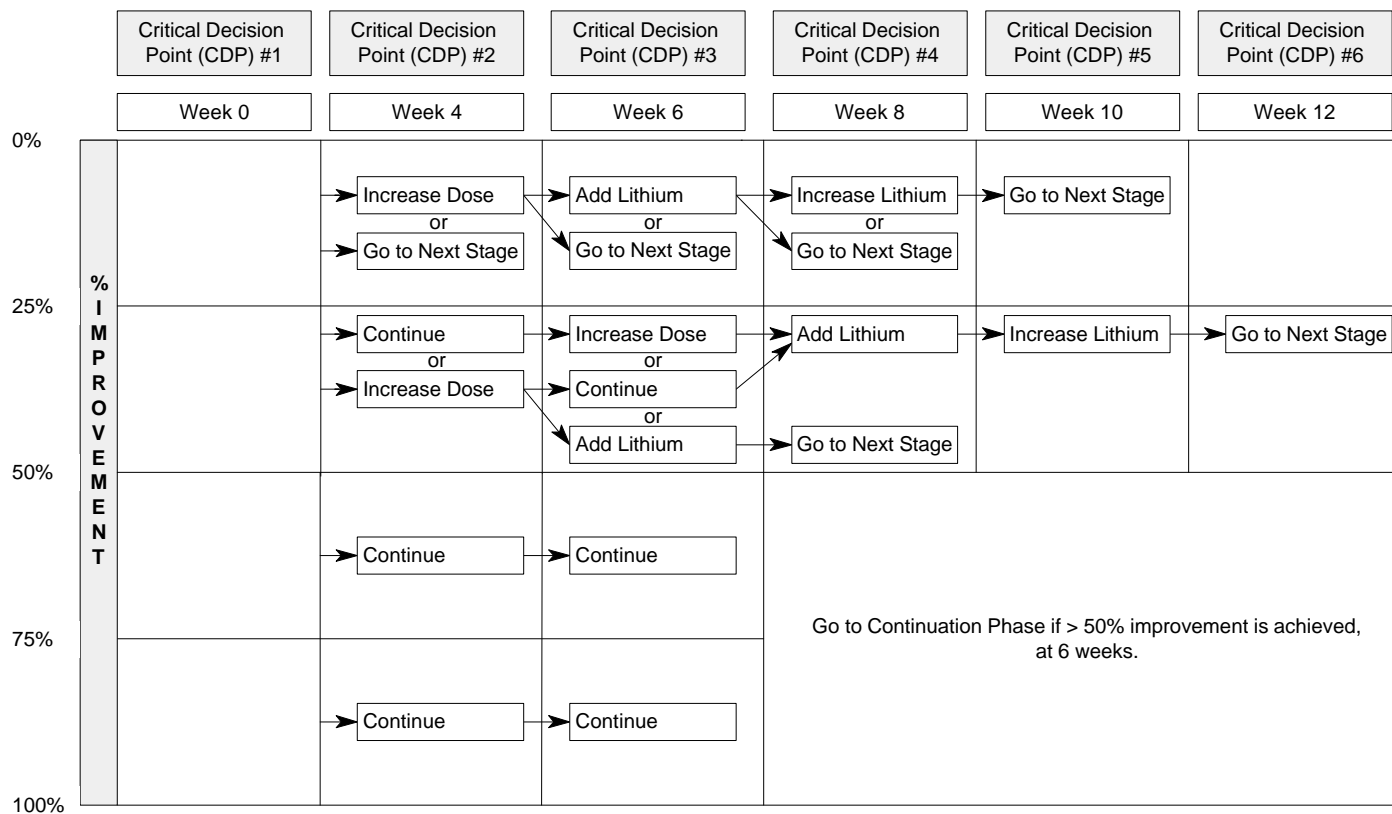 Critical Decision
Point (CDP) #1
Critical Decision
Point (CDP) #2
Critical Decision
Point (CDP) #3
Critical Decision
Point (CDP) #4
Critical Decision
Point (CDP) #5
Critical Decision
Point (CDP) #6
Week 0
Week 4
Week 6
Week 8
Week 10
Week 12
0%
Increase Dose
Add Lithium
Increase Lithium
Go to Next Stage
or
or
or
Go to Next Stage
Go to Next Stage
Go to Next Stage
25%
Continue
Increase Dose
Add Lithium
Increase Lithium
Go to Next Stage
or
or
Increase Dose
Continue
or
Add Lithium
Go to Next Stage
50%
% IMPROVEMENT
Continue
Continue
75%
Go to Continuation Phase if > 50% improvement is achieved,
at 6 weeks.
Continue
Continue
100%